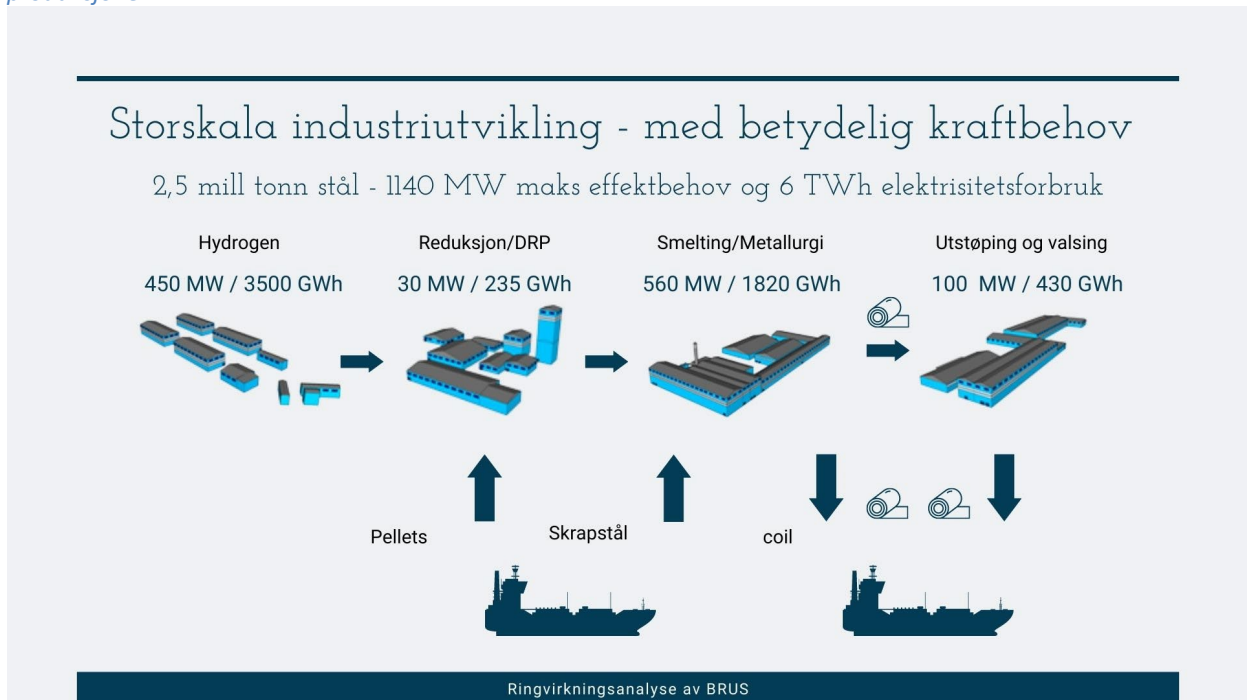 Storskala industriutvikling - med betydelig kraftbehov
2,5 mill tonn stål - 1140 MW maks effektbehov og 6 TWh elektrisitetsforbruk
Hydrogen
Reduksjon/DRP
Smelting/Metallurgi
Utstøping og valsing
450 MW / 3500 GWh
30 MW / 235 GWh
560 MW / 1820 GWh
100 MW / 430 GWh
Pellets
Skrapstål
coil
Ringvirkningsanalyse av BRUS